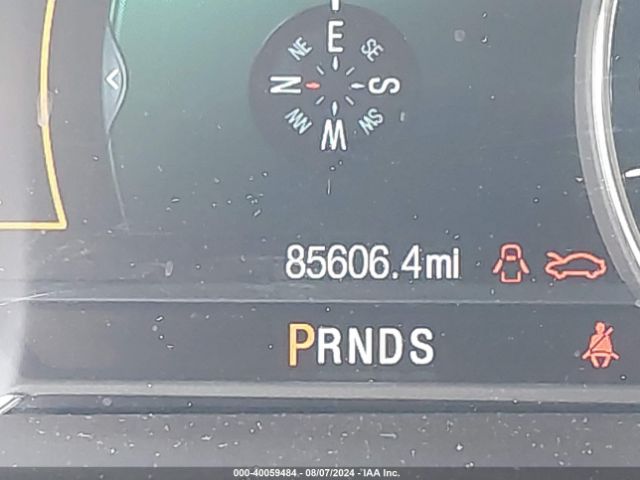 E
NE SE
N S
NW SW
W
85606.4mi
PRNDS
000-40059484 - 08/07/2024 - IAA Inc.